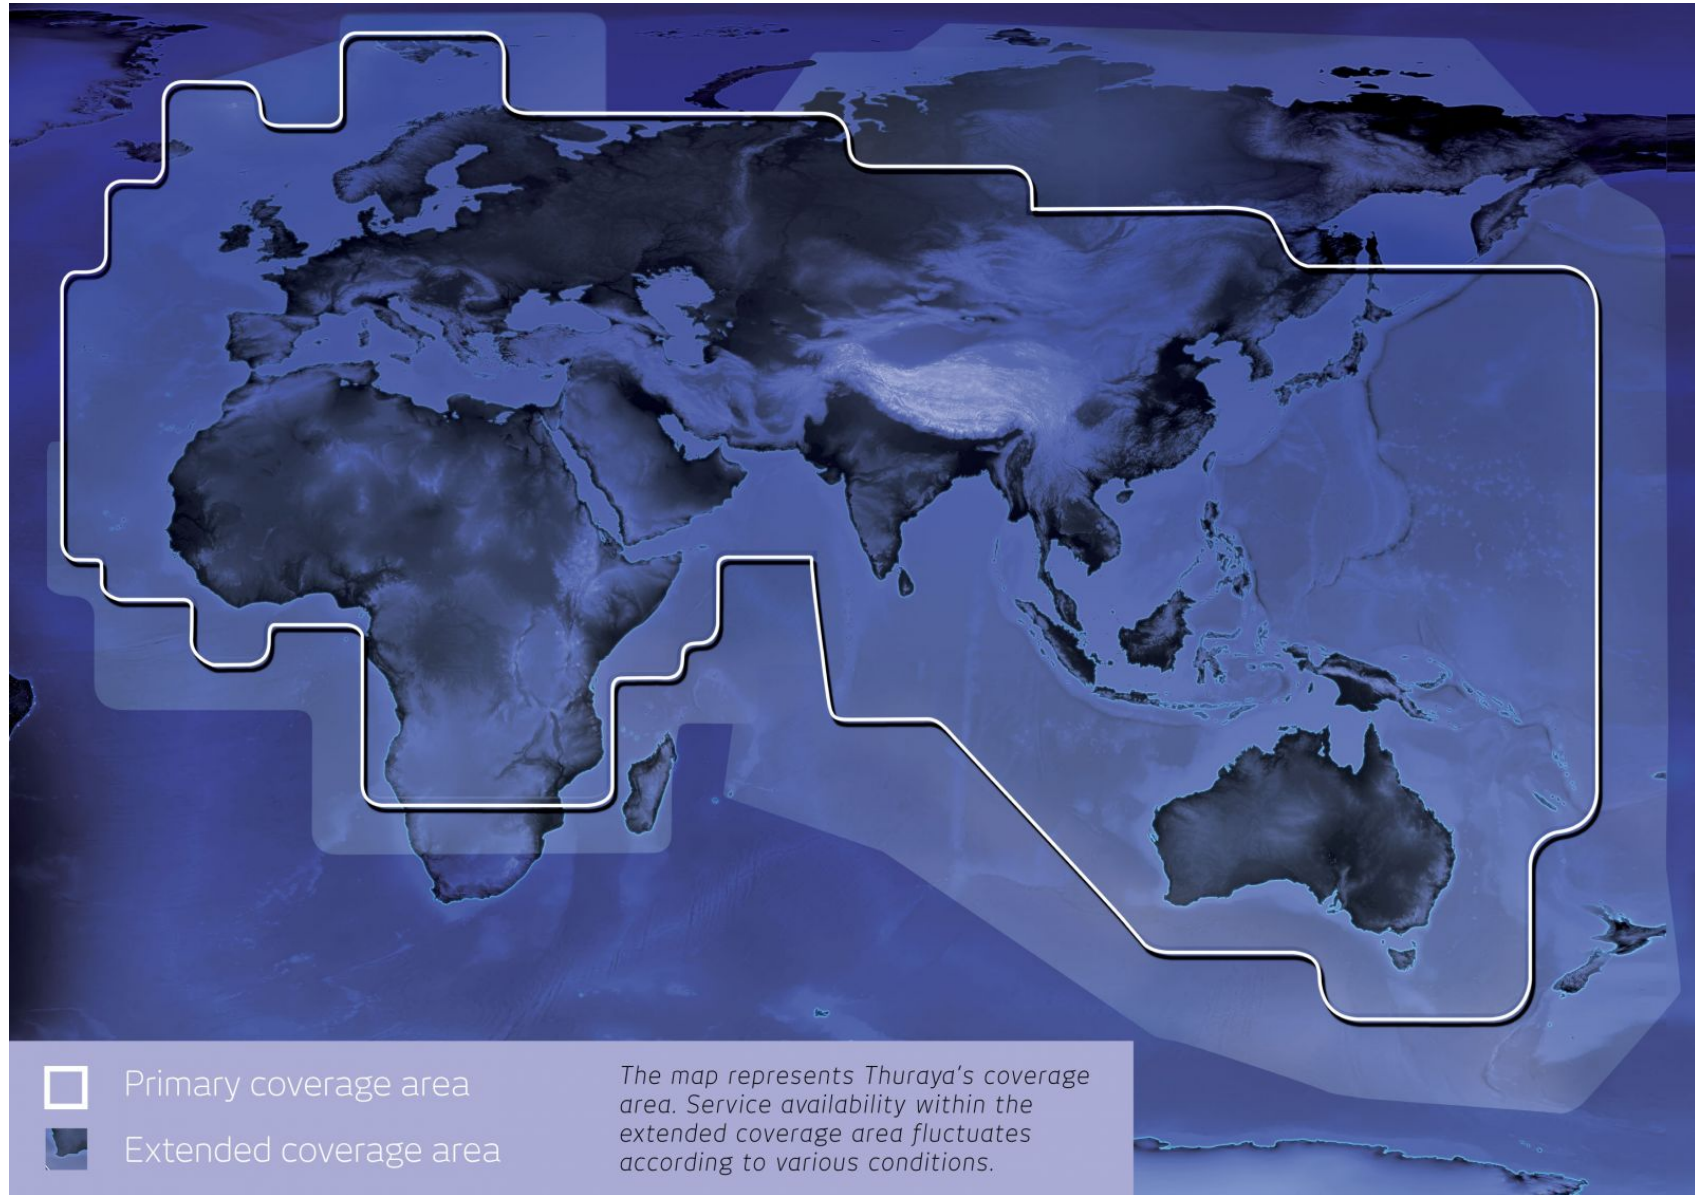 Primary coverage area
Extended coverage area
The map represents Thuraya's coverage
area. Service availability within the
extended coverage area fluctuates
according to various conditions.